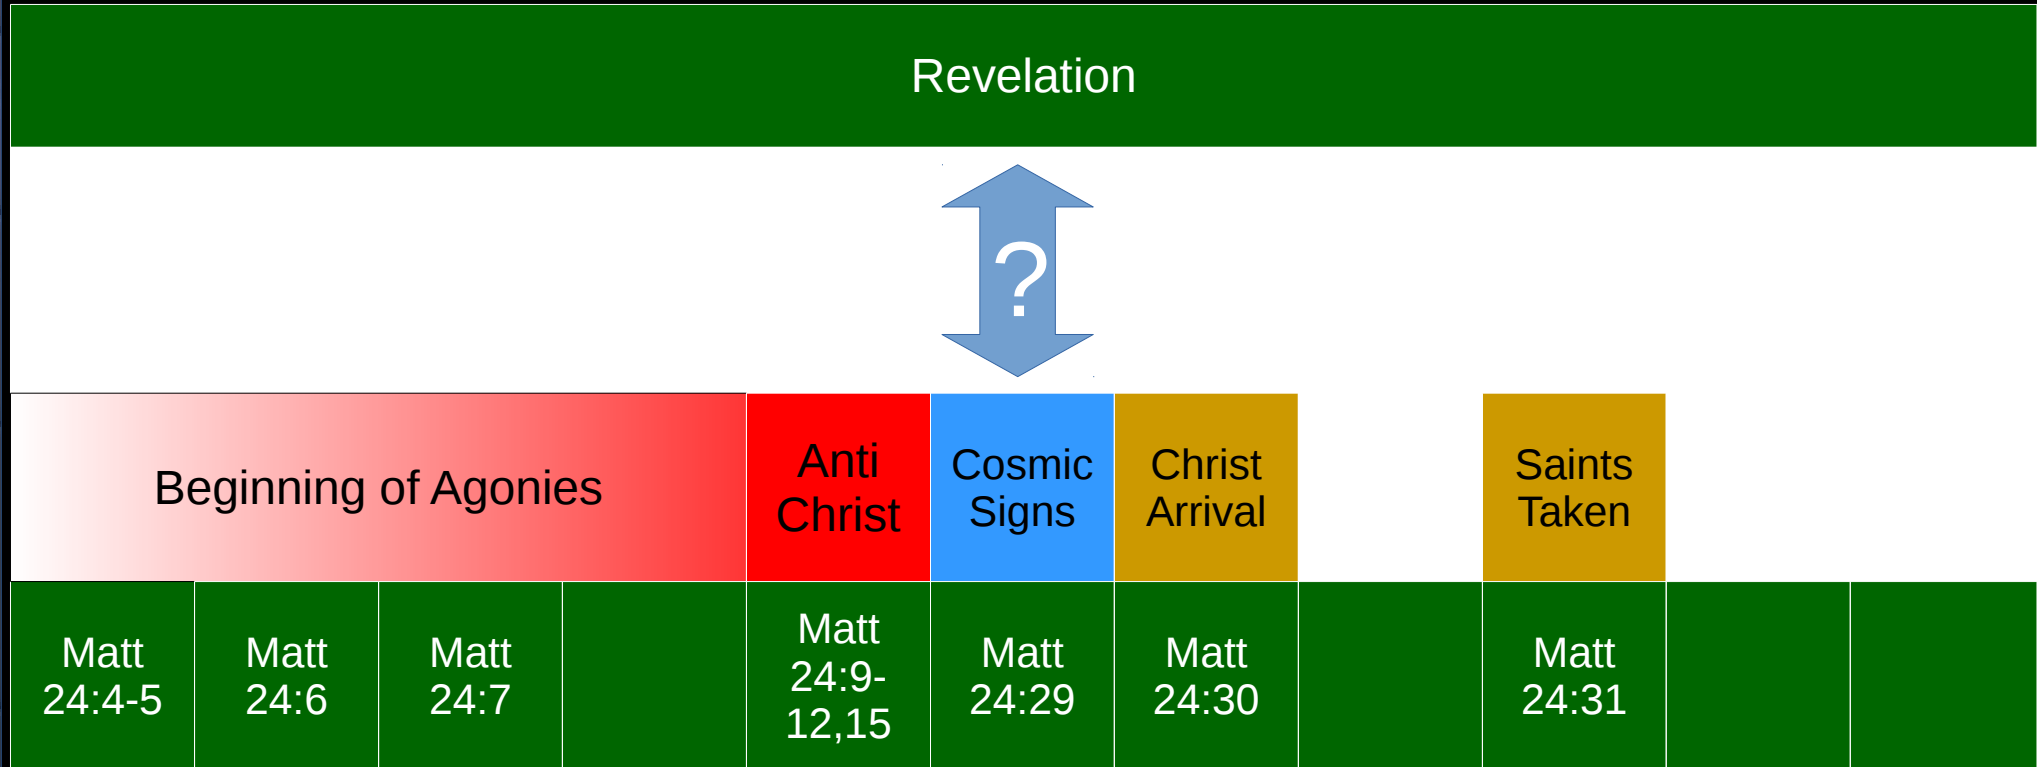 Revelation
?
Beginning of Agonies
Anti
Christ
Cosmic
Signs
Christ
Arrival
Saints
Taken
Matt
24:4-5
Matt
24:6
Matt
24:7
Matt
24:9-
12,15
Matt
24:29
Matt
24:30
Matt
24:31